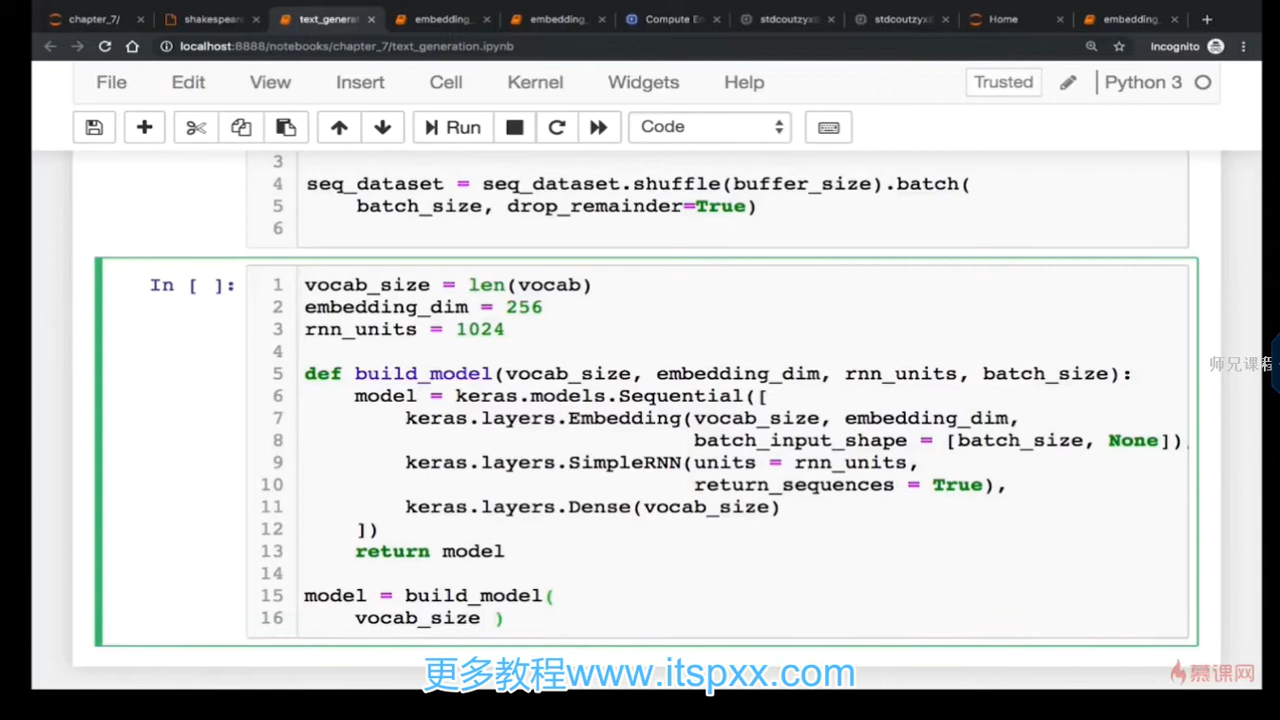 chapter_7/
shakespear
text_genera
embedding_
embedding_
Compute En
stdcoutzyx
stdcoutzyx
Home
embedding_
localhost:8888/notebooks/chapter_7/text_generation.ipynb
Incognito
File Edit View Insert Cell Kernel Widgets Help
Trusted
Python 3
Run
Code
3
4 seq_dataset = seq_dataset.shuffle(buffer_size).batch(
5 batch_size, drop_remainder=True)
6
In [ ]:
1 vocab_size = len(vocab)
2 embedding_dim = 256
3 rnn_units = 1024
4
5 def build_model(vocab_size, embedding_dim, rnn_units, batch_size):
6 model = keras.models.Sequential([
7 keras.layers.Embedding(vocab_size, embedding_dim,
8 batch_input_shape = [batch_size, None]),
9 keras.layers.SimpleRNN(units = rnn_units,
10 return_sequences = True),
11 keras.layers.Dense(vocab_size)
12 ])
13 return model
14
15 model = build_model(
16 vocab_size )
师兄课程
更多教程www.itspxx.com
慕课网